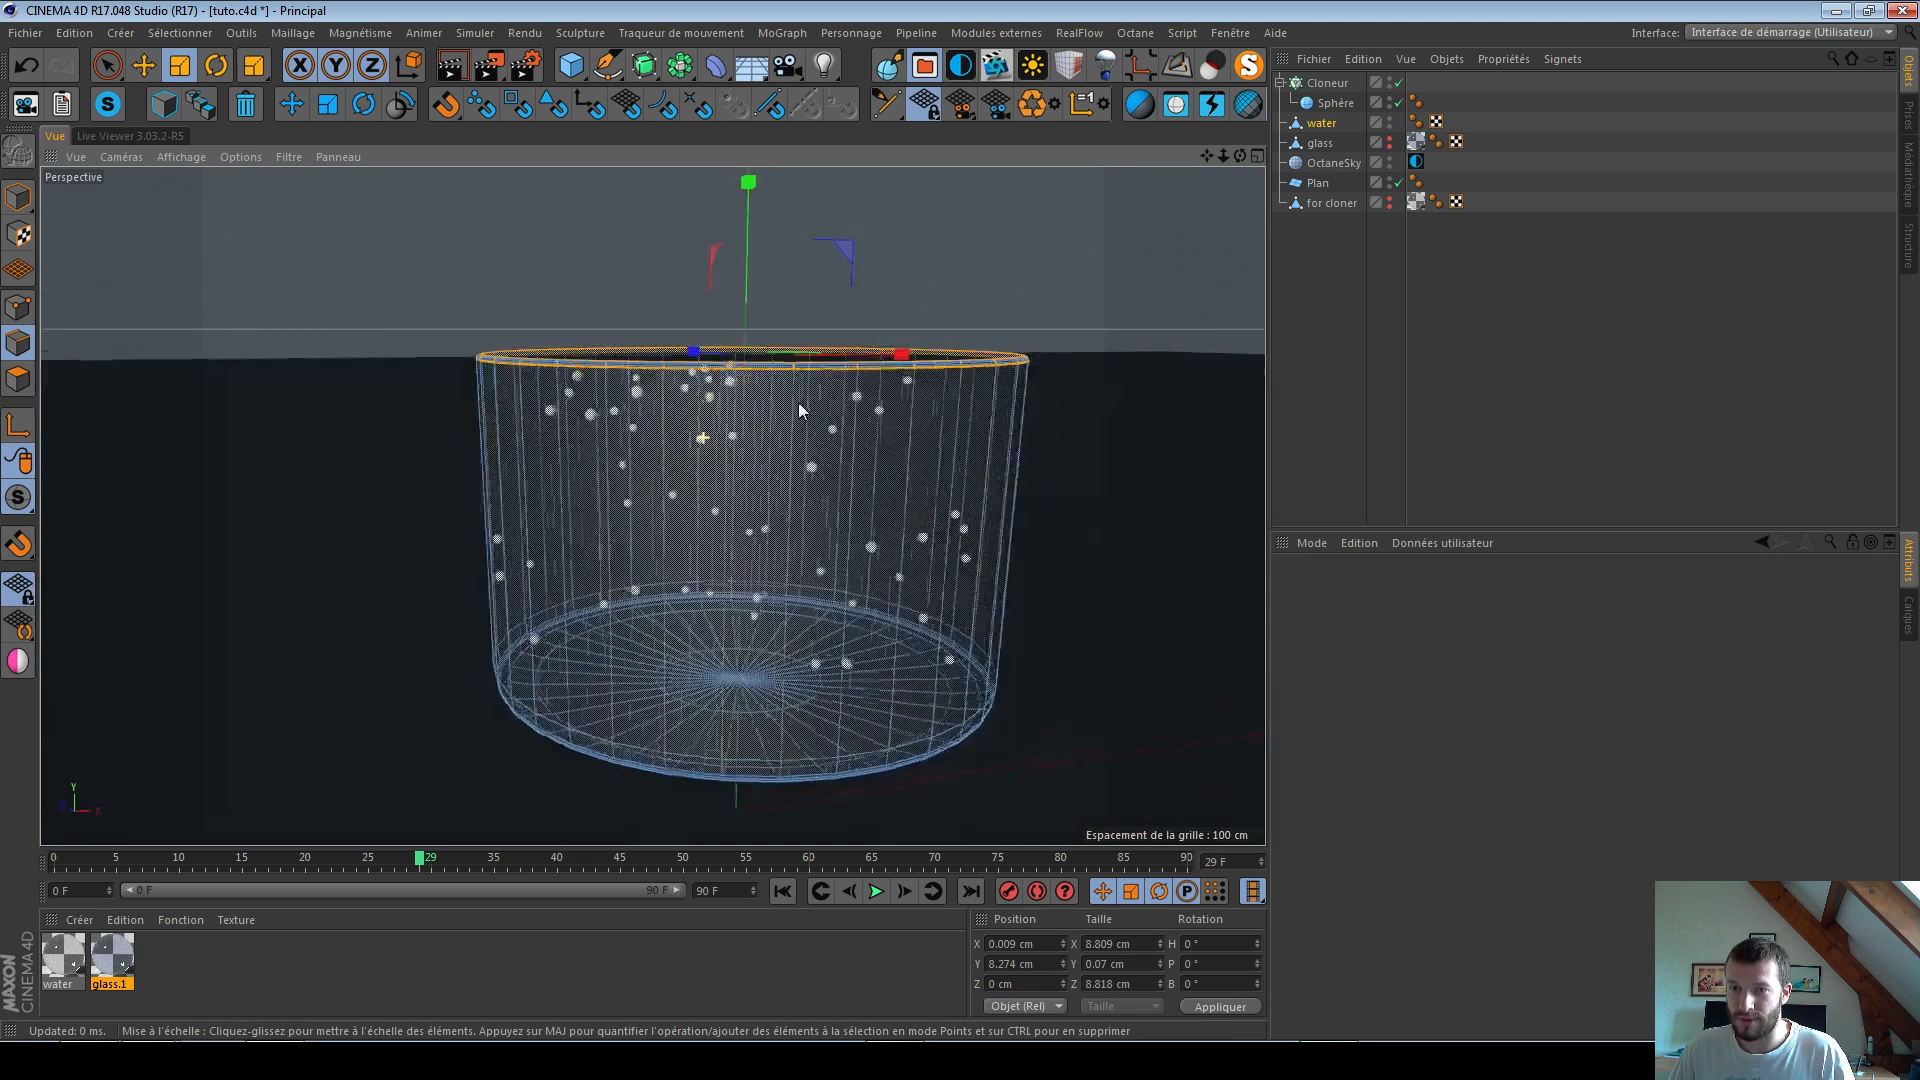 CINEMA 4D R17.048 Studio (R17) - [tuto.c4d *] - Principal
Fichier Edition Créer Sélectionner Outils Maillage Magnétisme Animer Simuler Rendu Sculpture Traqueur de mouvement MoGraph Personnage Pipeline Modules externes RealFlow Octane Script Fenêtre Aide Interface: Interface de démarrage (Utilisateur)
Fichier Edition Vue Objets Propriétés Signets
Cloneur
Sphère
water
glass
OctaneSky
Plan
for cloner
Objets
Prises
Médiathèque
Structure
Vue Live Viewer 3.03.2-R5
Vue Caméras Affichage Options Filtre Panneau
Perspective
Mode Edition Données utilisateur
Attributs
Calques
Y
X
Espacement de la grille : 100 cm
0 5 10 15 20 25 29 35 40 45 50 55 60 65 70 75 80 85 90 29 F
0 F 0 F 90 F 90 F
Créer Edition Fonction Texture
water glass.1
Position Taille Rotation
X 0.009 cm X 8.809 cm H 0 °
Y 8.274 cm Y 0.07 cm P 0 °
Z 0 cm Z 8.818 cm B 0 °
Objet (Rel) Taille Appliquer
MAXON
CINEMA 4D
Updated: 0 ms. Mise à l'échelle : Cliquez-glissez pour mettre à l'échelle des éléments. Appuyez sur MAJ pour quantifier l'opération/ajouter des éléments à la sélection en mode Points et sur CTRL pour en supprimer